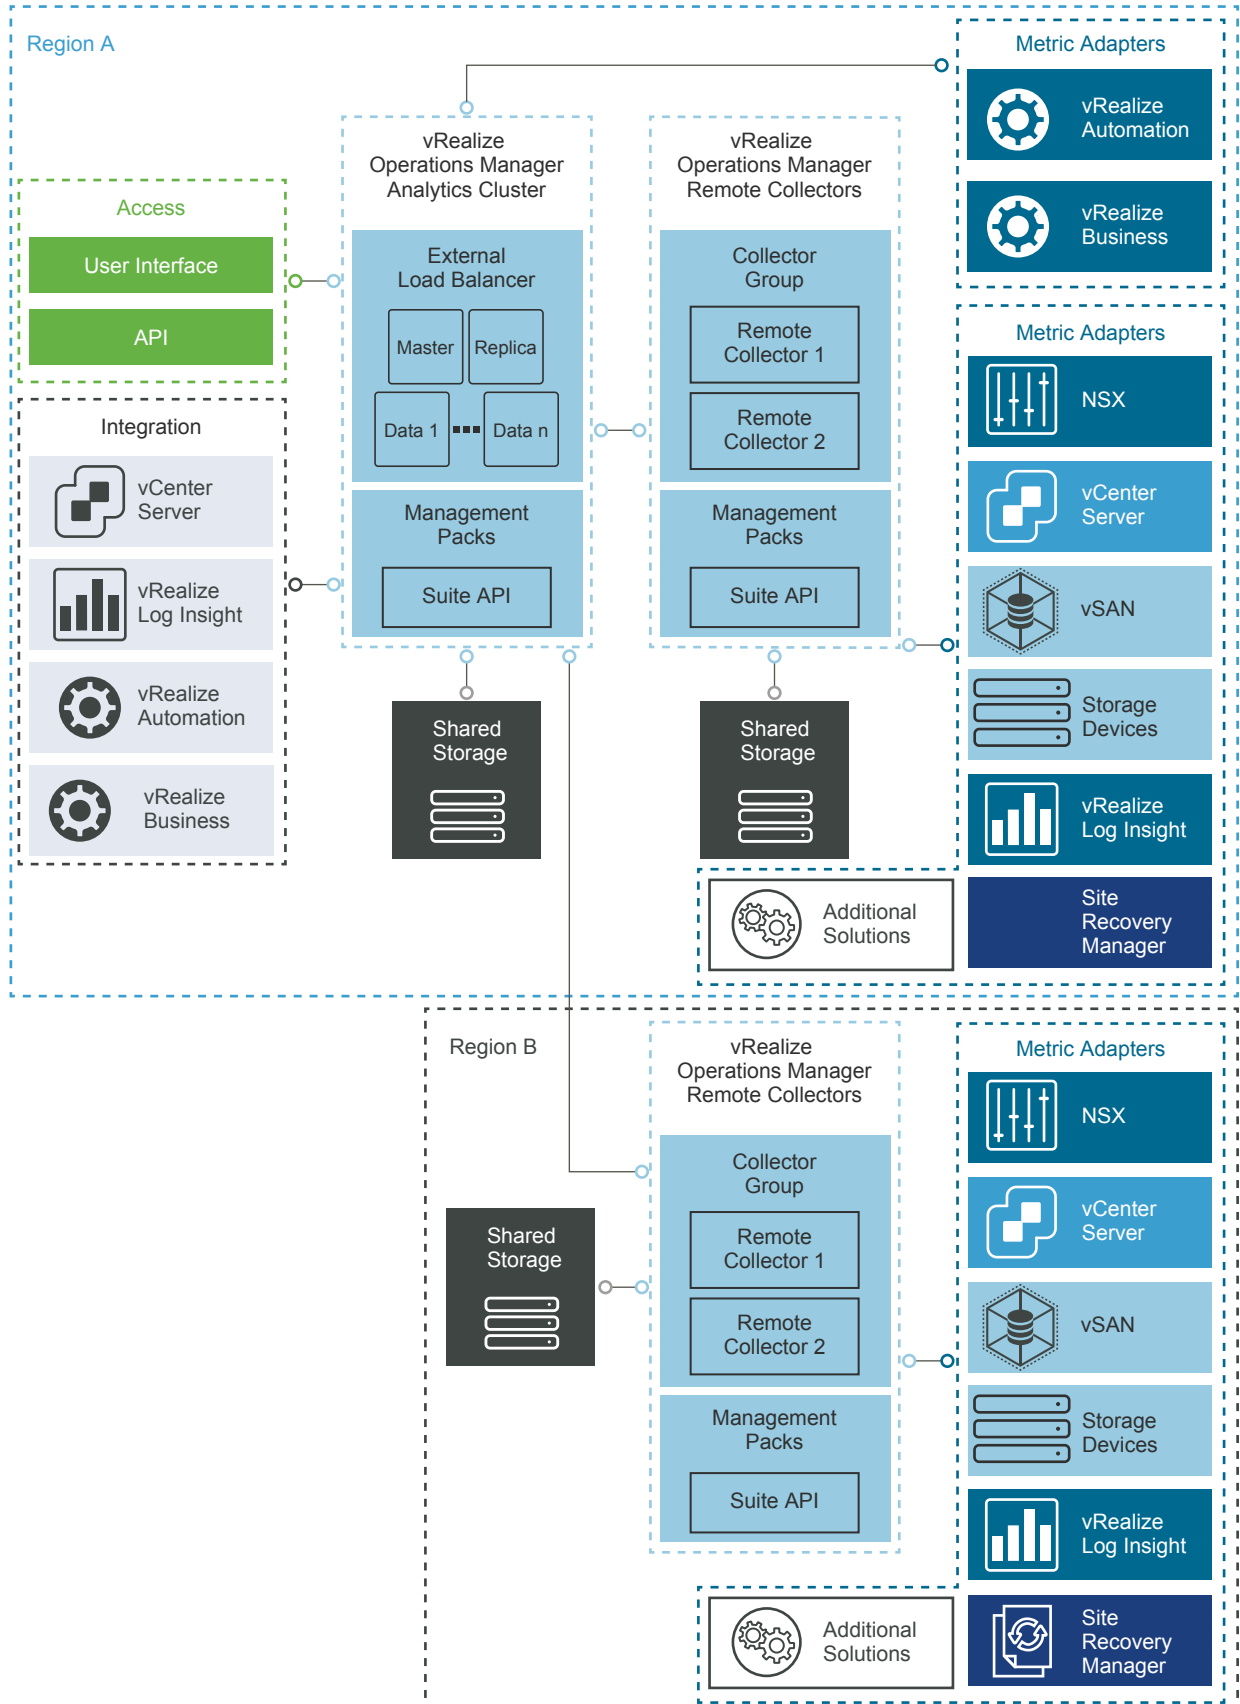 Region A
Access
User Interface
API
Integration
vCenter
Server
vRealize
Log Insight
vRealize
Automation
vRealize
Business
vRealize
Operations Manager
Analytics Cluster
External
Load Balancer
Master
Replica
Data 1
Data n
Management
Packs
Suite API
Shared
Storage
vRealize
Operations Manager
Remote Collectors
Collector
Group
Remote
Collector 1
Remote
Collector 2
Management
Packs
Suite API
Shared
Storage
Metric Adapters
vRealize
Automation
vRealize
Business
Metric Adapters
NSX
vCenter
Server
vSAN
Storage
Devices
vRealize
Log Insight
Site
Recovery
Manager
Additional
Solutions
Region B
Shared
Storage
vRealize
Operations Manager
Remote Collectors
Collector
Group
Remote
Collector 1
Remote
Collector 2
Management
Packs
Suite API
Metric Adapters
NSX
vCenter
Server
vSAN
Storage
Devices
vRealize
Log Insight
Site
Recovery
Manager
Additional
Solutions